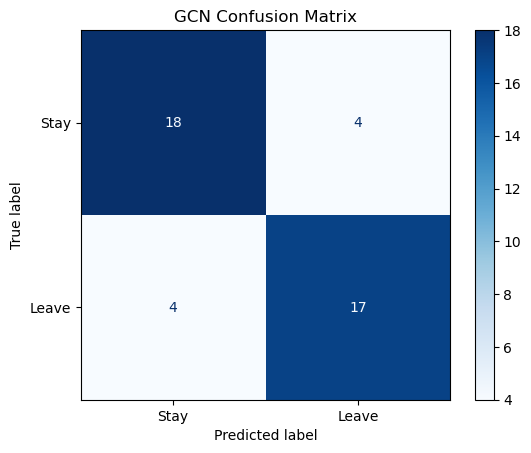 GCN Confusion Matrix
True label
Stay
18
4
Leave
4
17
Stay
Leave
Predicted label
18
16
14
12
10
8
6
4